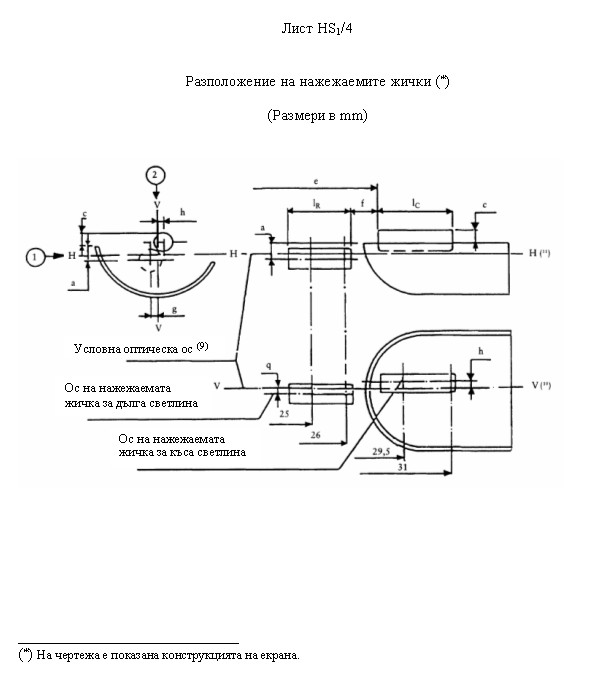 Лист HS1/4
Разположение на нажежаемите жички (*)
(Размери в mm)
2
V
e
c
h
lR
f
lC
c
a
1
H
H
H (")
a
g
V
Условна оптическа ос (9)
h
Ос на нажежаемата
жичка за дълга светлина
V
q
V (")
25
26
Ос на нажежаемата
жичка за къса светлина
29,5
31
(*) На чертежа е показана конструкцията на екрана.